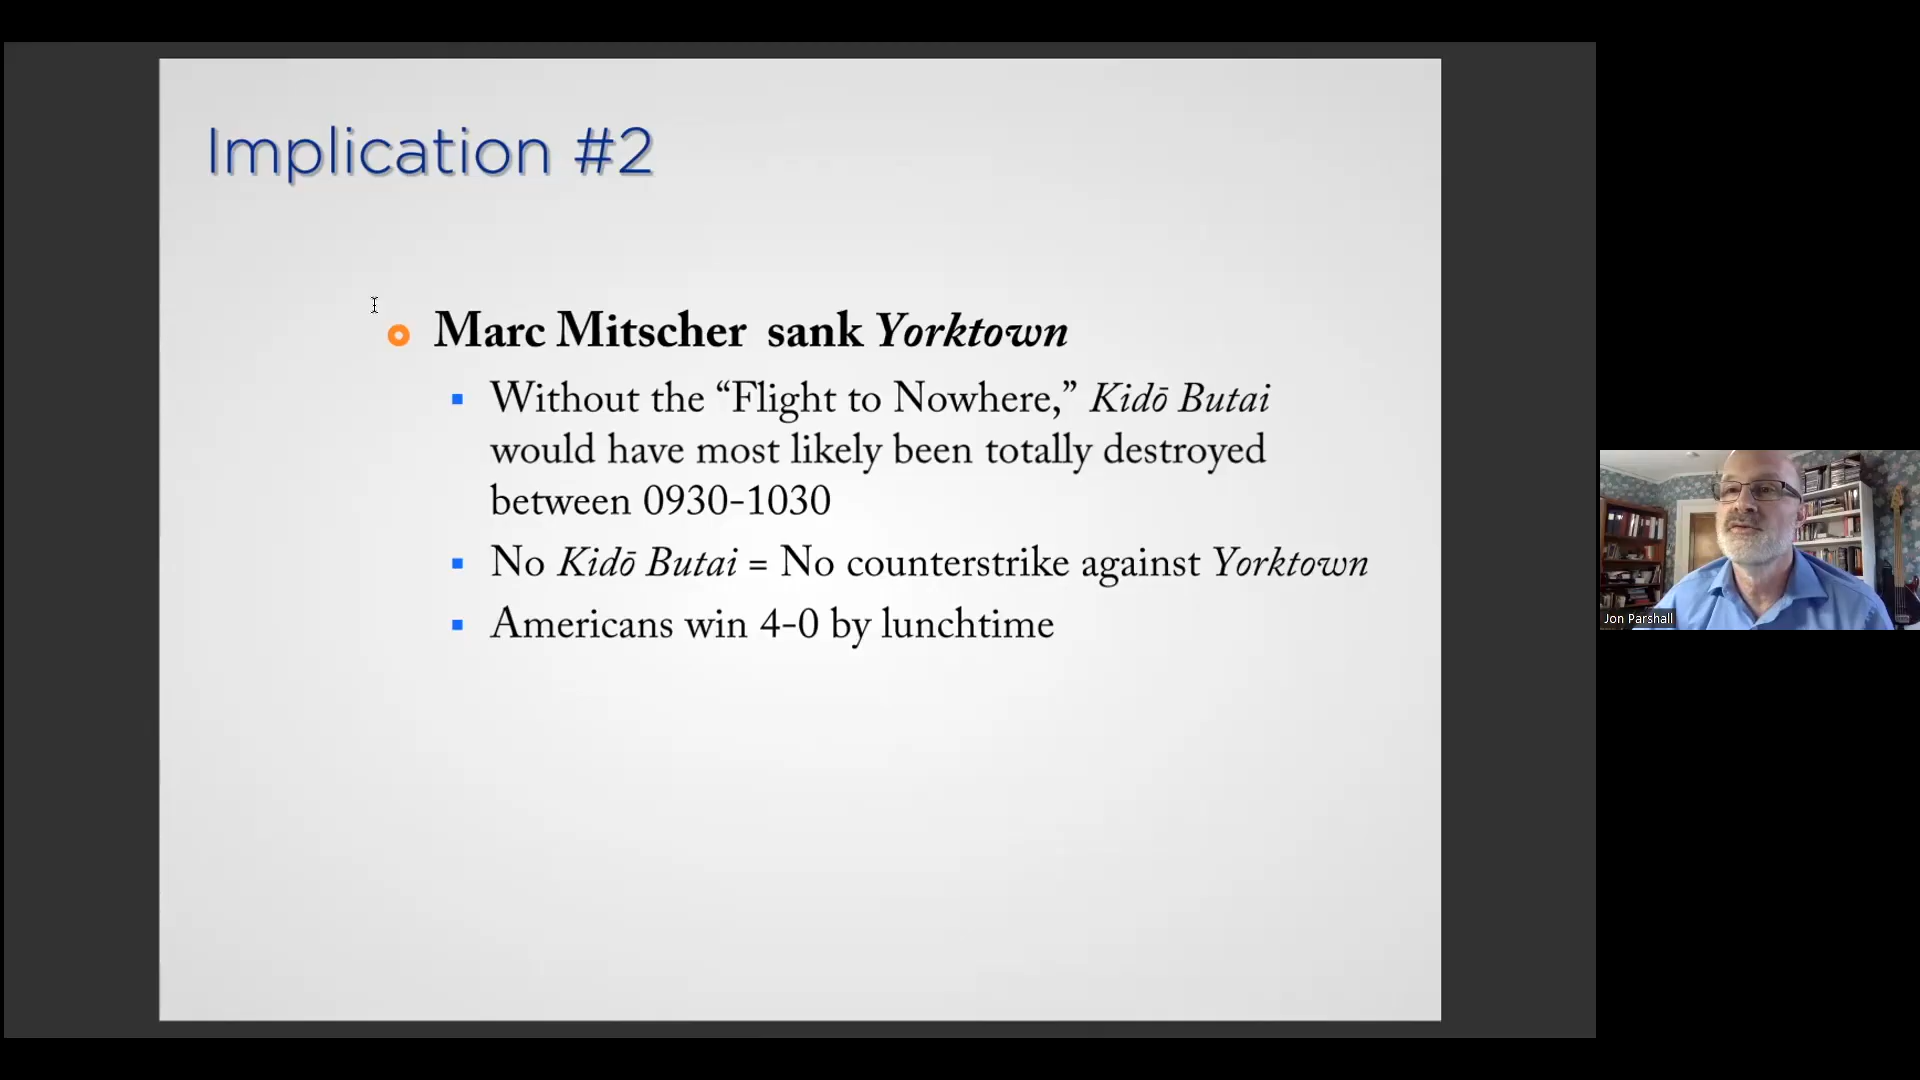 Implication #2
Marc Mitscher sank Yorktown
Without the “Flight to Nowhere,” Kidō Butai
would have most likely been totally destroyed
between 0930-1030
No Kidō Butai = No counterstrike against Yorktown
Americans win 4-0 by lunchtime
Jon Parshall